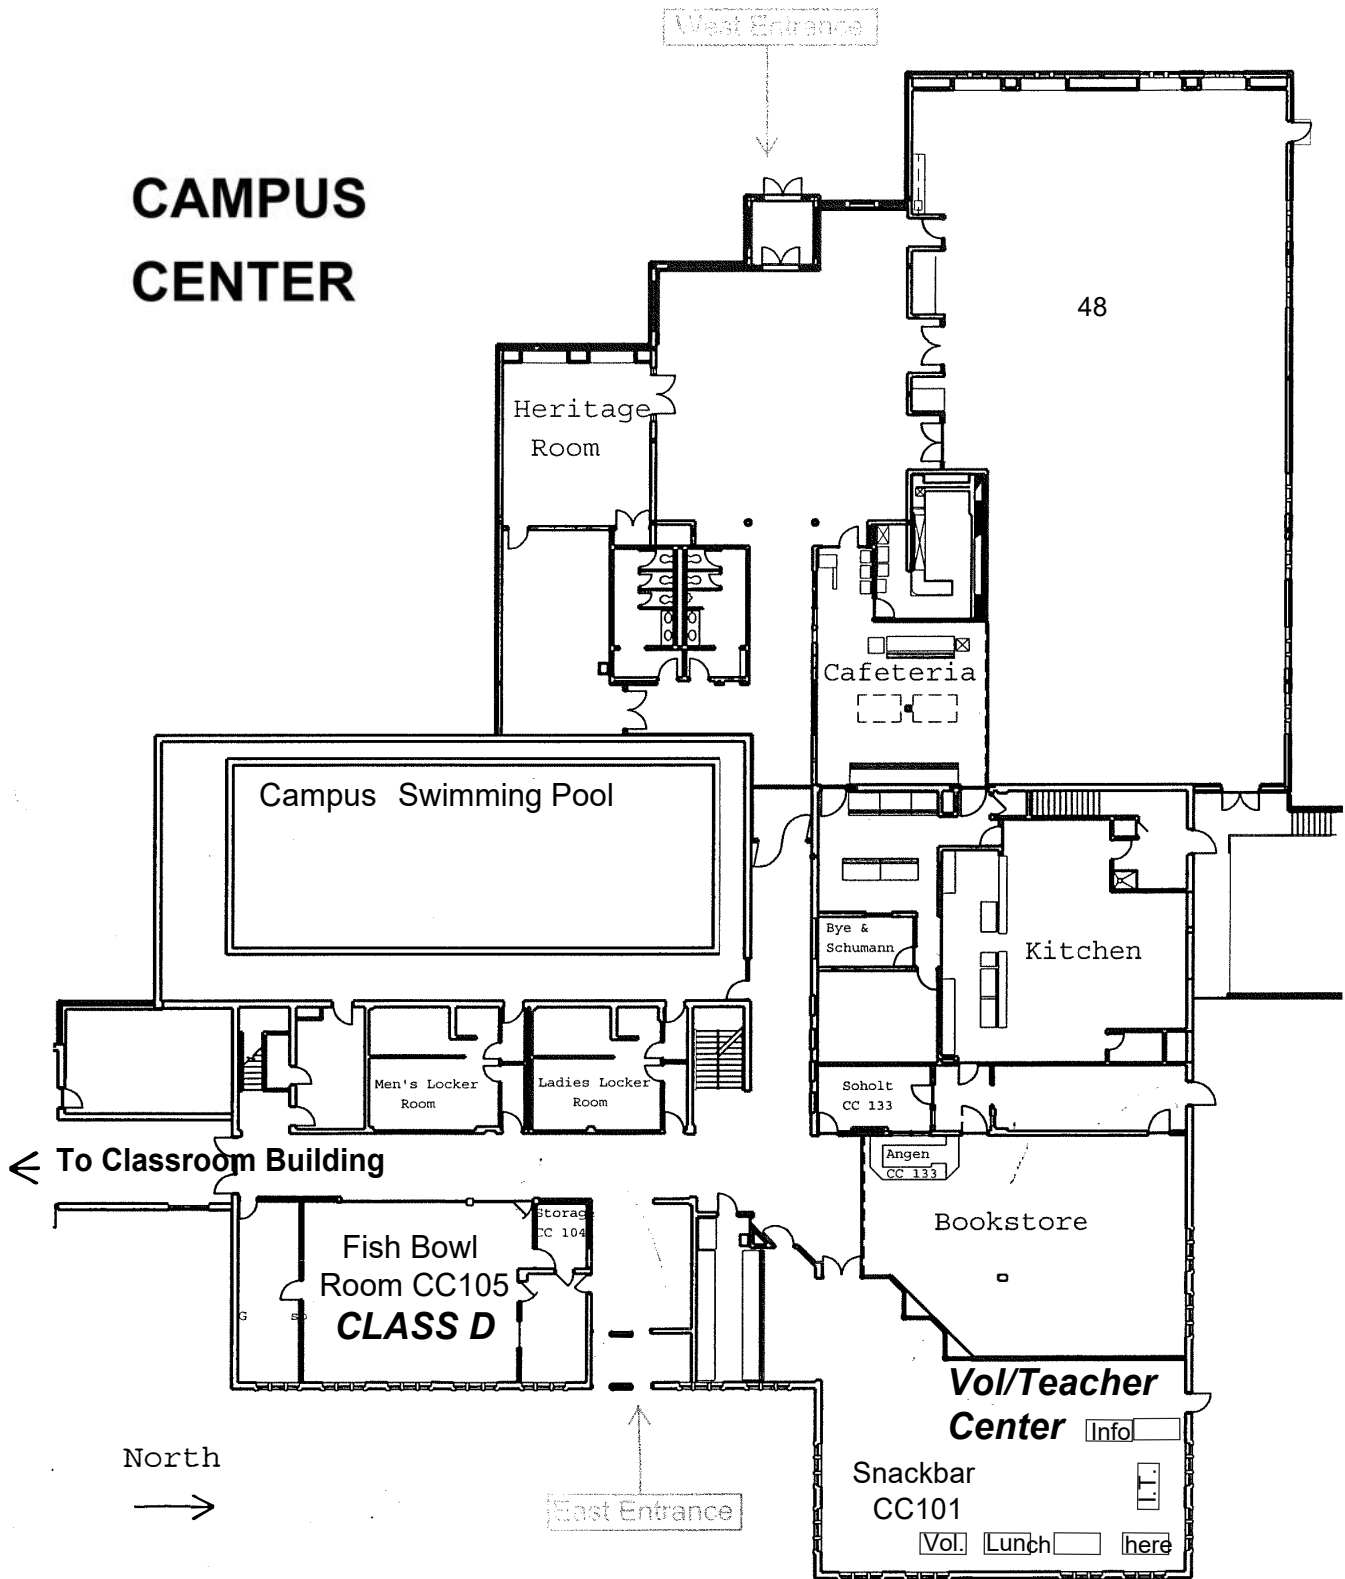 West Entrance
CAMPUS
CENTER
48
Heritage
Room
Cafeteria
Campus Swimming Pool
Bye &
Schumann
Kitchen
Men's Locker
Room
Ladies Locker
Room
Soholt
CC 133
To Classroom Building
Angen
CC 133
Storag
CC 104
Bookstore
Fish Bowl
Room CC105
CLASS D
G
Vol/Teacher
Center
Info
North
Snackbar
CC101
I.T.
East Entrance
Vol. Lunch here